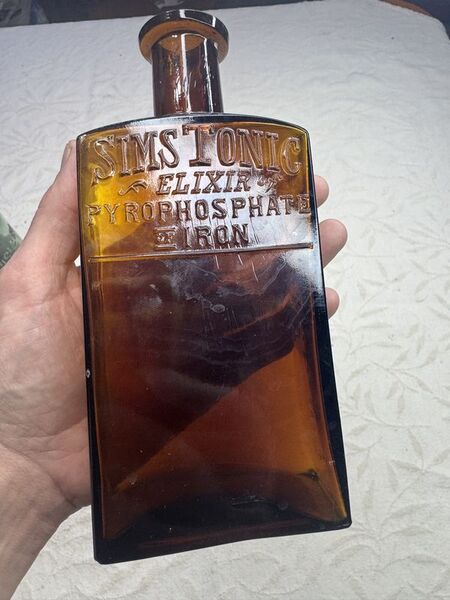 SIMS TONIC
ELIXIR
PYROPHOSPHATE
OF IRON